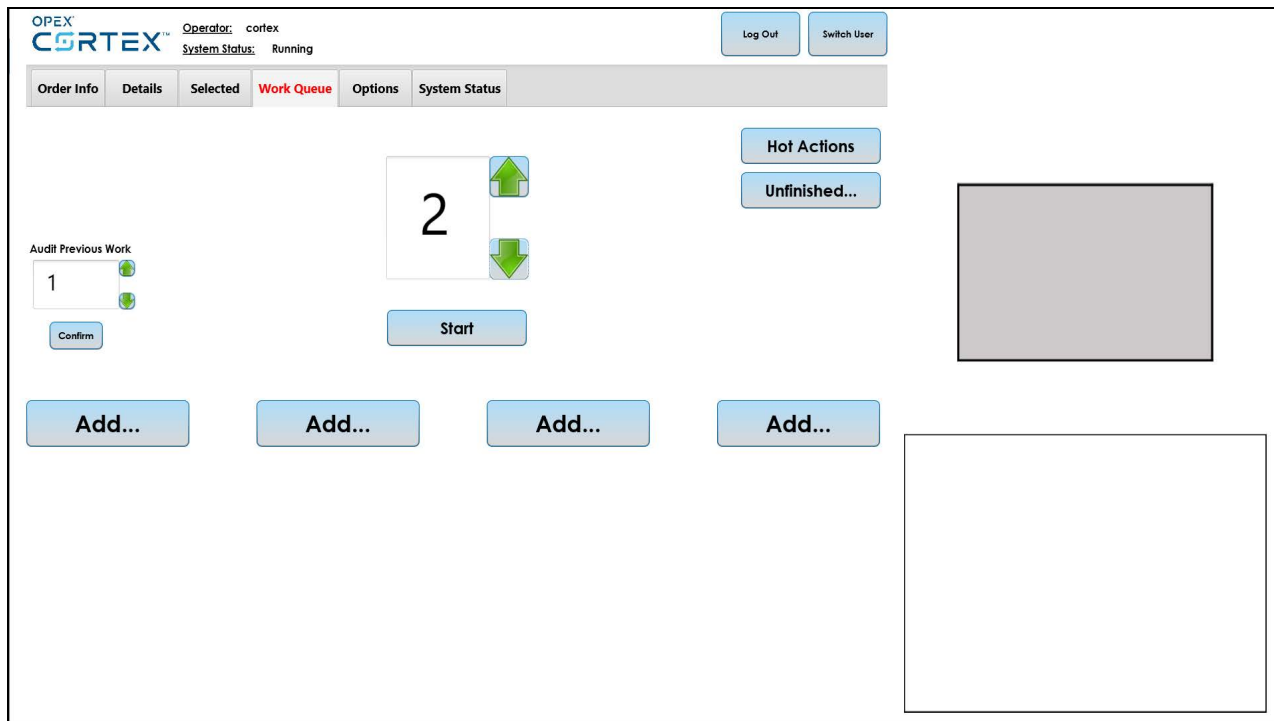 OPEX®
CORTEX™
Operator: cortex
System Status: Running
Log Out
Switch User
Order Info Details Selected Work Queue Options System Status
Hot Actions
Unfinished...
2
Audit Previous Work
1
Confirm
Start
Add... Add... Add... Add...